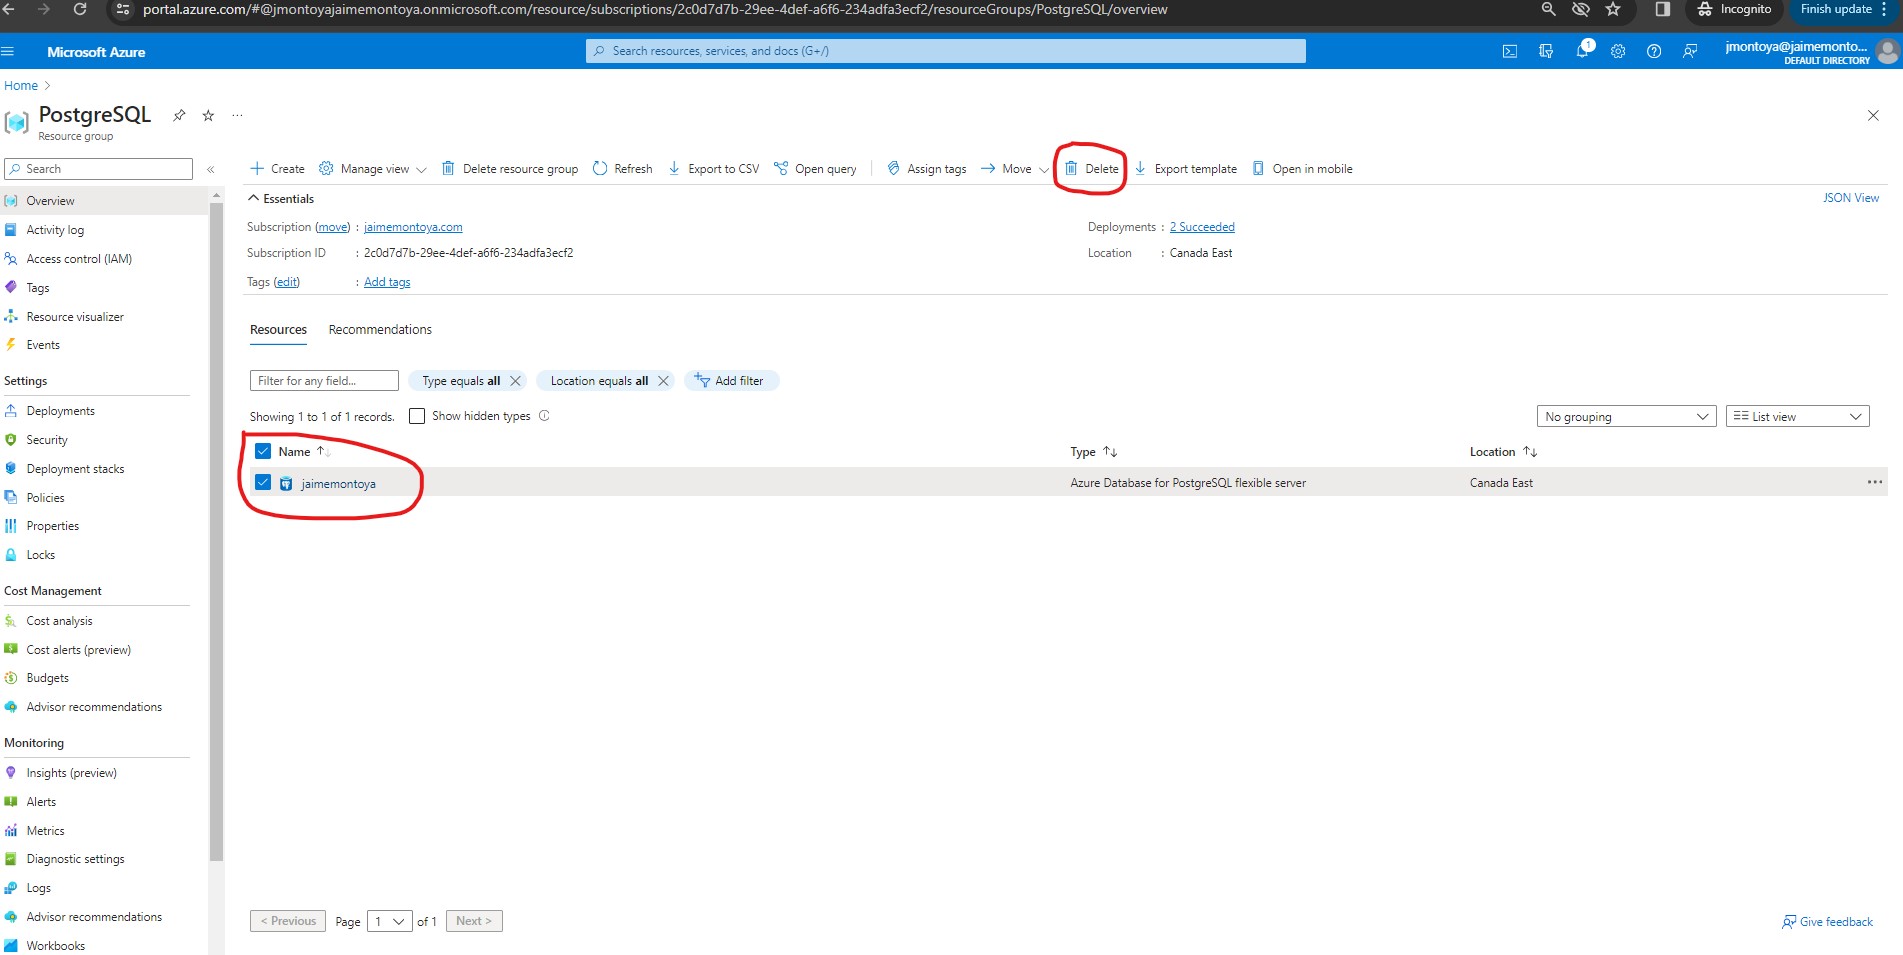 portal.azure.com/#@jmontoyajaimemontoya.onmicrosoft.com/resource/subscriptions/2c0d7d7b-29ee-4def-a6f6-234adfa3ecf2/resourceGroups/PostgreSQL/overview
Incognito
Finish update
Microsoft Azure
Search resources, services, and docs (G+/)
1
jmontoya@jaimemonto...
DEFAULT DIRECTORY
Home >
PostgreSQL
Resource group
Search
«
Create Manage view Delete resource group Refresh Export to CSV Open query Assign tags Move Delete Export template Open in mobile
Overview
Activity log
Access control (IAM)
Tags
Resource visualizer
Events
Settings
Deployments
Security
Deployment stacks
Policies
Properties
Locks
Cost Management
Cost analysis
Cost alerts (preview)
Budgets
Advisor recommendations
Monitoring
Insights (preview)
Alerts
Metrics
Diagnostic settings
Logs
Advisor recommendations
Workbooks
Essentials
JSON View
Subscription (move) : jaimemontoya.com
Subscription ID : 2c0d7d7b-29ee-4def-a6f6-234adfa3ecf2
Tags (edit) : Add tags
Deployments : 2 Succeeded
Location : Canada East
Resources Recommendations
Filter for any field...
Type equals all
Location equals all
Add filter
Showing 1 to 1 of 1 records.
Show hidden types
No grouping
List view
Name Type Location
jaimemontoya Azure Database for PostgreSQL flexible server Canada East
< Previous Page 1 of 1 Next >
Give feedback